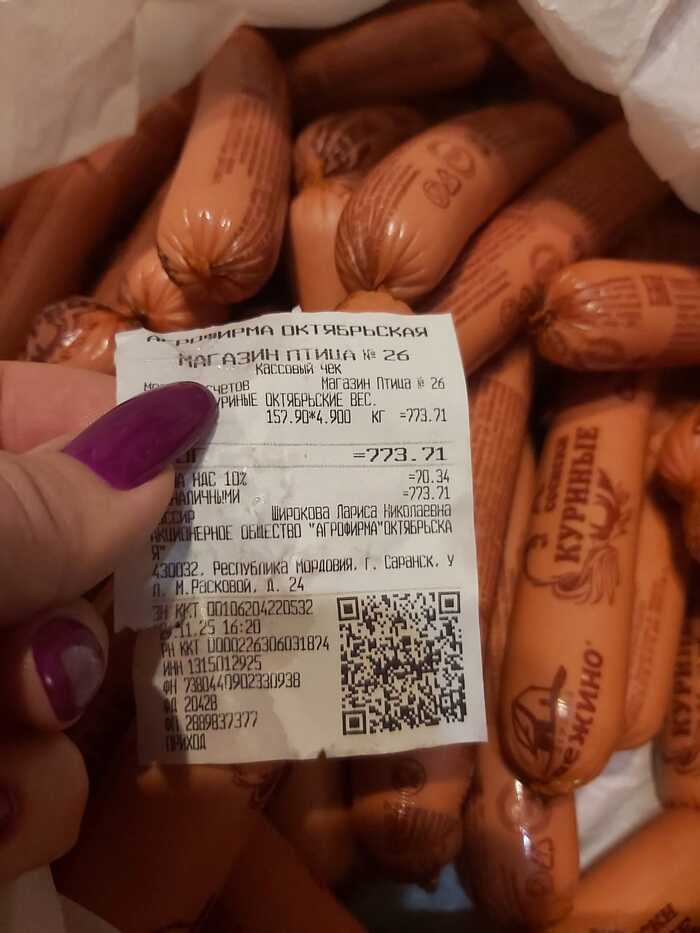 АГРОФИРМА ОКТЯБРЬСКАЯ
МАГАЗИН ПТИЦА № 26
КАССОВЫЙ ЧЕК
Магазин Птица № 26
ОКТЯБРЬСКИЕ ВЕС.
157.90*4.900 КГ =773.71
=773.71
НДС 10% =70.34
НАЛИЧНЫМИ =773.71
Широкова Лариса Николаевна
АКЦИОНЕРНОЕ ОБЩЕСТВО "АГРОФИРМА"ОКТЯБРЬСКА
Я"
430032, Республика Мордовия, г. Саранск, у
л. М.Расковой, д. 24
ЗН ККТ 00106204220532
.11.25 16:20
РН ККТ 0000226306031874
ИНН 1315012925
ФН 7380440902330938
ФД 20428
ФП 2889837377
ПРИХОД
СОСИСКИ
КУРИНЫЕ